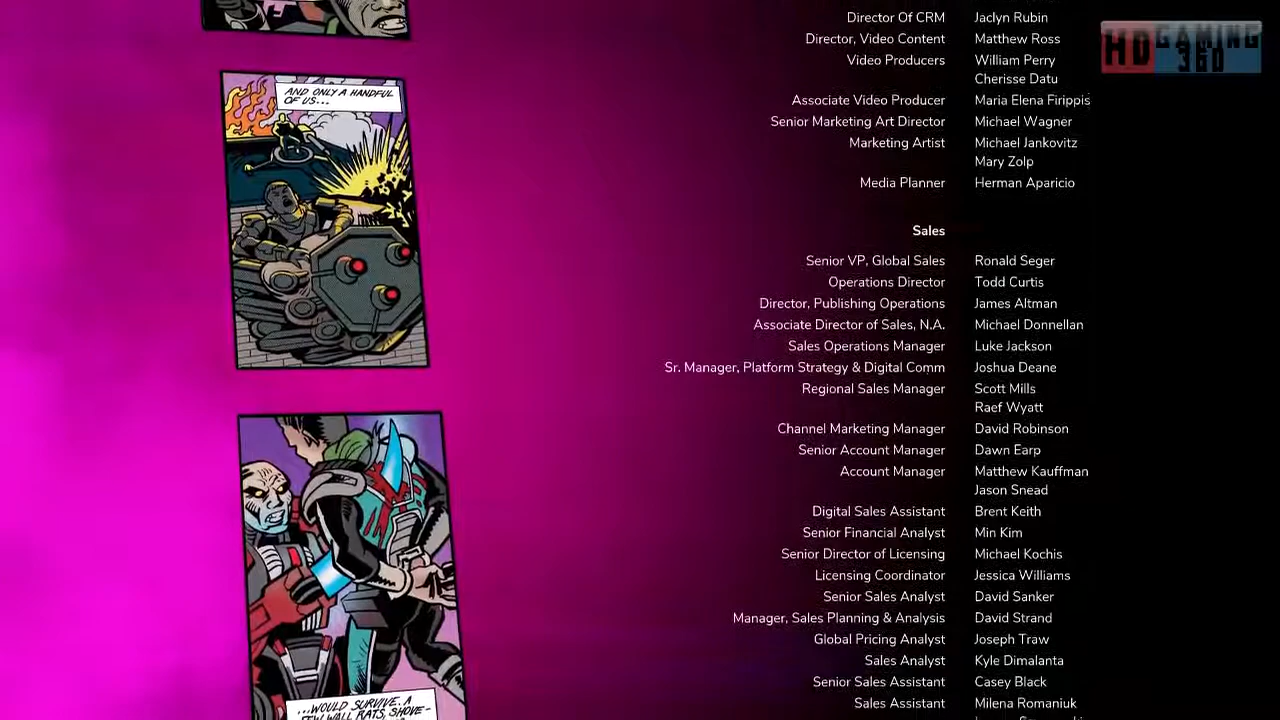 AND ONLY A HANDFUL
OF US...
...WOULD SURVIVE. A
FEW WALL RATS, SHOVE-
Director Of CRM Jaclyn Rubin
Director, Video Content Matthew Ross
Video Producers William Perry
Cherisse Datu
Associate Video Producer Maria Elena Firippis
Senior Marketing Art Director Michael Wagner
Marketing Artist Michael Jankovitz
Mary Zolp
Media Planner Herman Aparicio
Sales
Senior VP, Global Sales Ronald Seger
Operations Director Todd Curtis
Director, Publishing Operations James Altman
Associate Director of Sales, N.A. Michael Donnellan
Sales Operations Manager Luke Jackson
Sr. Manager, Platform Strategy & Digital Comm Joshua Deane
Regional Sales Manager Scott Mills
Raef Wyatt
Channel Marketing Manager David Robinson
Senior Account Manager Dawn Earp
Account Manager Matthew Kauffman
Jason Snead
Digital Sales Assistant Brent Keith
Senior Financial Analyst Min Kim
Senior Director of Licensing Michael Kochis
Licensing Coordinator Jessica Williams
Senior Sales Analyst David Sanker
Manager, Sales Planning & Analysis David Strand
Global Pricing Analyst Joseph Traw
Sales Analyst Kyle Dimalanta
Senior Sales Assistant Casey Black
Sales Assistant Milena Romaniuk
HD GAMING
360